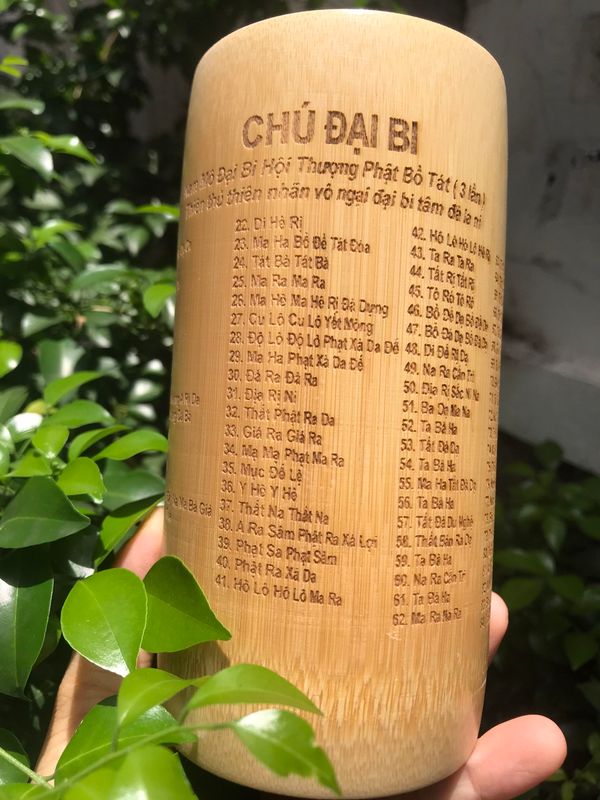 CHÚ ĐẠI BI
Nam Mô Đại Bi Hội Thượng Phật Bồ Tát ( 3 lần )
Thiên thủ thiên nhãn vô ngại đại bi tâm đà la ni
22. Di Hê Rị
23. Ma Ha Bồ Đề Tát Đỏa
24. Tát Bà Tát Bà
25. Ma Ra Ma Ra
26. Ma Hê Ma Hê Rị Đà Dựng
27. Cu Lô Cu Lô Yết Mông
28. Độ Lô Độ Lô Phạt Xà Da Đế
29. Ma Ha Phạt Xà Da Đế
30. Đà Ra Đà Ra
31. Địa Rị Ni
32. Thất Phật Ra Da
33. Giá Ra Giá Ra
34. Mạ Mạ Phạt Ma Ra
35. Mục Đế Lệ
36. Y Hê Y Hê
37. Thất Na Thất Na
38. A Ra Sâm Phật Ra Xá Lợi
39. Phạt Sa Phạt Sâm
40. Phật Ra Xá Da
41. Hô Lô Hô Lô Ma Ra
42. Hô Lô Hô Lô Hê Rị
43. Ta Ra Ta Ra
44. Tất Rị Tất Rị
45. Tô Rô Tô Rô
46. Bồ Đề Dạ Bồ Đề Dạ
47. Bồ Đà Dạ Bồ Đà Dạ
48. Di Đế Rị Dạ
49. Na Ra Cẩn Trì
50. Địa Rị Sắc Ni Na
51. Ba Dạ Ma Na
52. Ta Bà Ha
53. Tất Đà Dạ
54. Ta Bà Ha
55. Ma Ha Tất Đà Dạ
56. Ta Bà Ha
57. Tất Đà Du Nghệ
58. Thất Bàn Ra Dạ
59. Ta Bà Ha
60. Na Ra Cẩn Trì
61. Ta Bà Ha
62. Ma Ra Na Ra